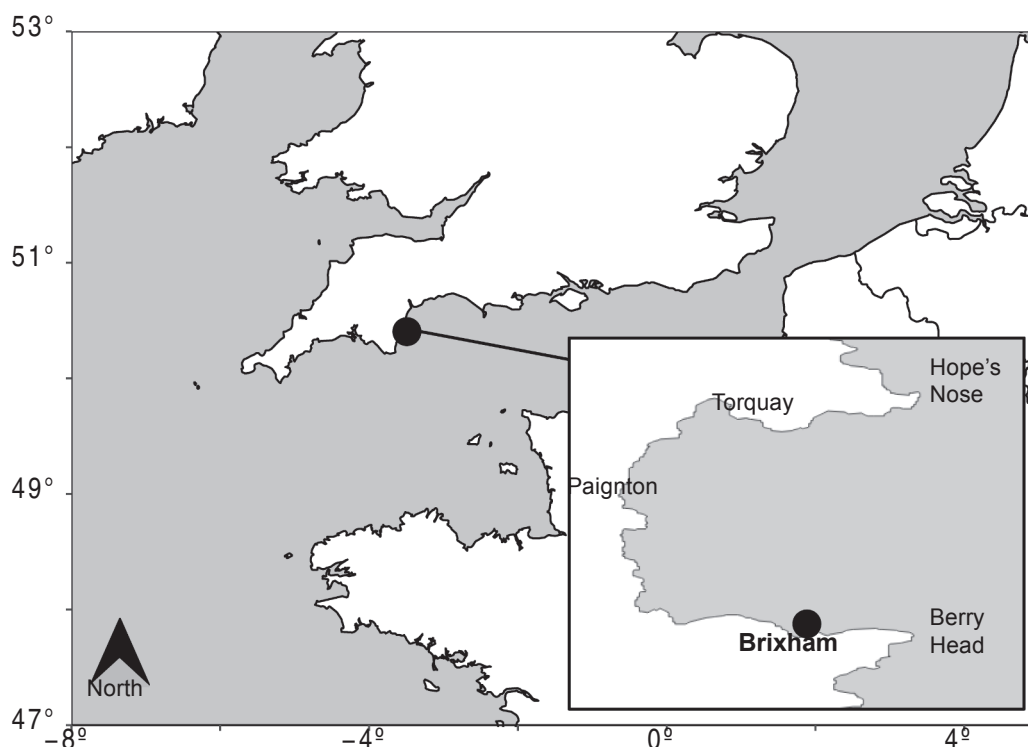 53°
51°
49°
47°
Hope's
Nose
Torquay
Paignton
Berry
Head
Brixham
North
−8º
−4º
0º
4º